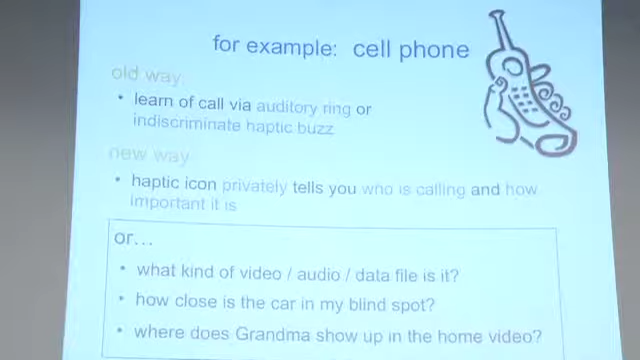 for example: cell phone
old way
• learn of call via auditory ring or
indiscriminate haptic buzz
new way
• haptic icon privately tells you who is calling and how
important it is
or…
• what kind of video / audio / data file is it?
• how close is the car in my blind spot?
• where does Grandma show up in the home video?